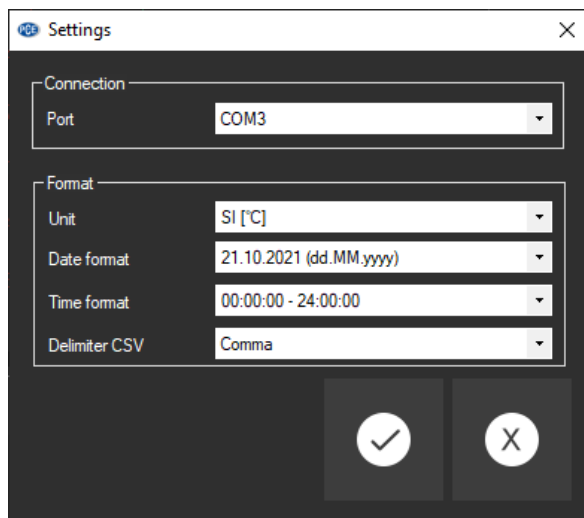 PCE Settings
Connection
Port COM3
Format
Unit SI [°C]
Date format 21.10.2021 (dd.MM.yyyy)
Time format 00:00:00 - 24:00:00
Delimiter CSV Comma
X